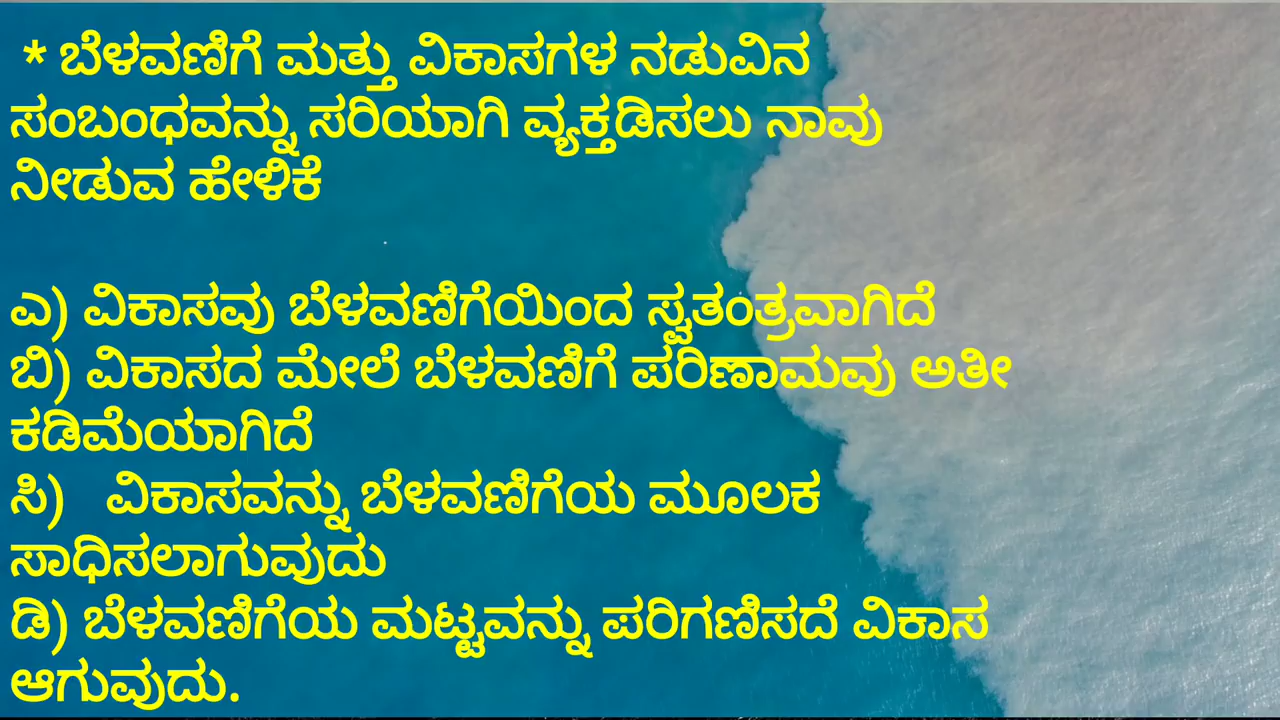 * ಬೆಳವಣಿಗೆ ಮತ್ತು ವಿಕಾಸಗಳ ನಡುವಿನ
ಸಂಬಂಧವನ್ನು ಸರಿಯಾಗಿ ವ್ಯಕ್ತಡಿಸಲು ನಾವು
ನೀಡುವ ಹೇಳಿಕೆ
ಎ) ವಿಕಾಸವು ಬೆಳವಣಿಗೆಯಿಂದ ಸ್ವತಂತ್ರವಾಗಿದೆ
ಬಿ) ವಿಕಾಸದ ಮೇಲೆ ಬೆಳವಣಿಗೆ ಪರಿಣಾಮವು ಅತೀ
ಕಡಿಮೆಯಾಗಿದೆ
ಸಿ) ವಿಕಾಸವನ್ನು ಬೆಳವಣಿಗೆಯ ಮೂಲಕ
ಸಾಧಿಸಲಾಗುವುದು
ಡಿ) ಬೆಳವಣಿಗೆಯ ಮಟ್ಟವನ್ನು ಪರಿಗಣಿಸದೆ ವಿಕಾಸ
ಆಗುವುದು.